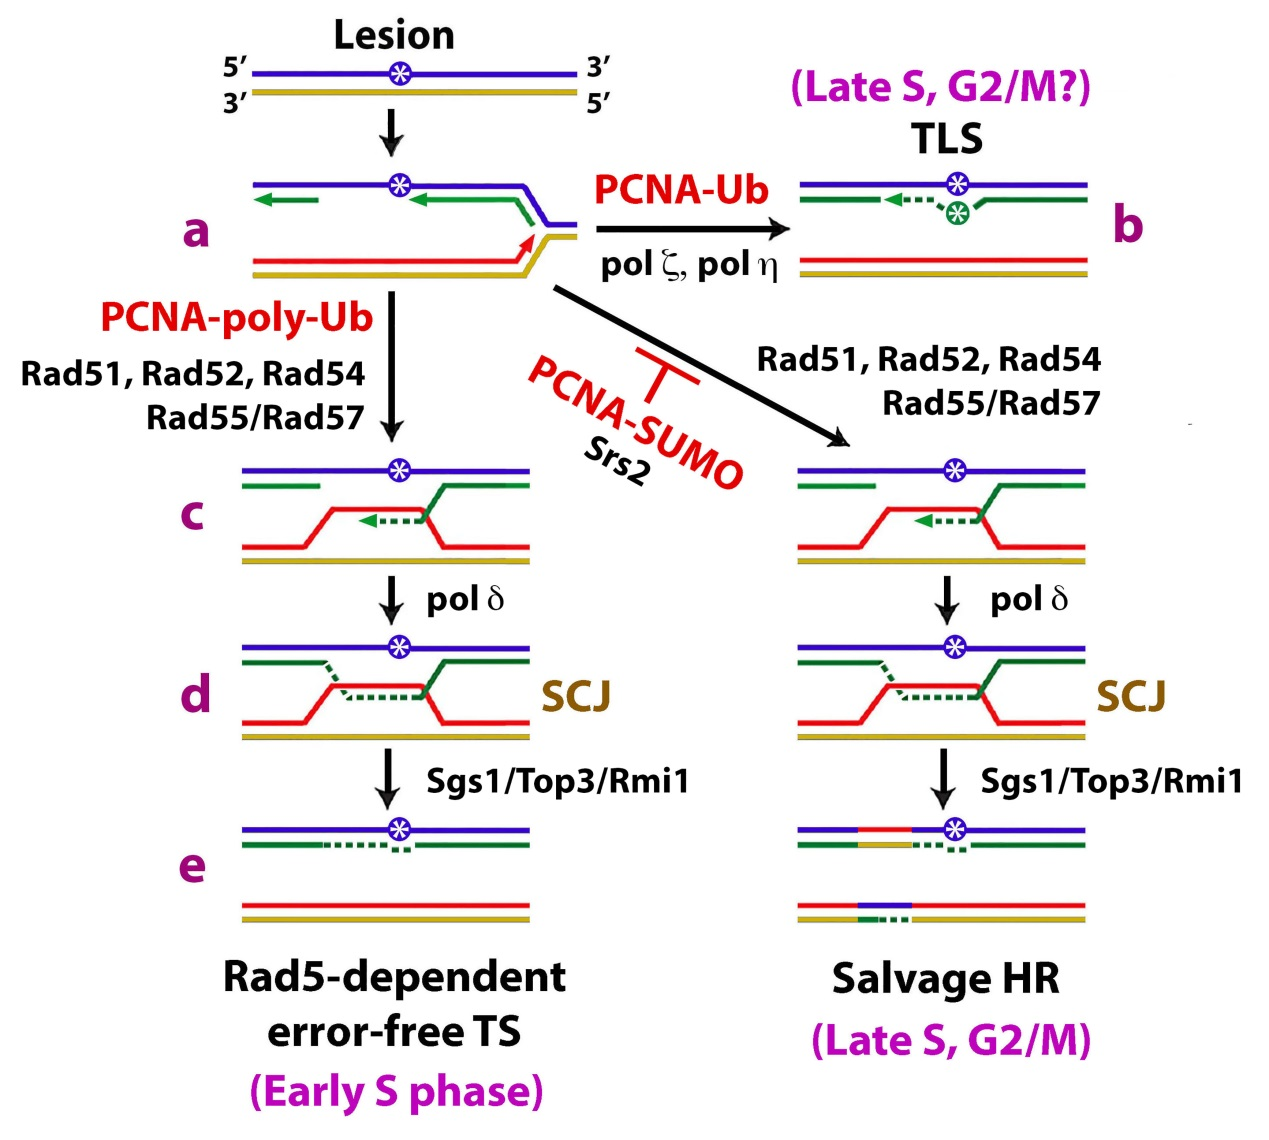 Lesion
5’ 3’
3’ 5’
(Late S, G2/M?)
TLS
a
PCNA-Ub
pol ζ, pol η
b
PCNA-poly-Ub
Rad51, Rad52, Rad54
Rad55/Rad57
PCNA-SUMO
Srs2
Rad51, Rad52, Rad54
Rad55/Rad57
c
pol δ
pol δ
d
SCJ
SCJ
Sgs1/Top3/Rmi1
Sgs1/Top3/Rmi1
e
Rad5-dependent
error-free TS
(Early S phase)
Salvage HR
(Late S, G2/M)